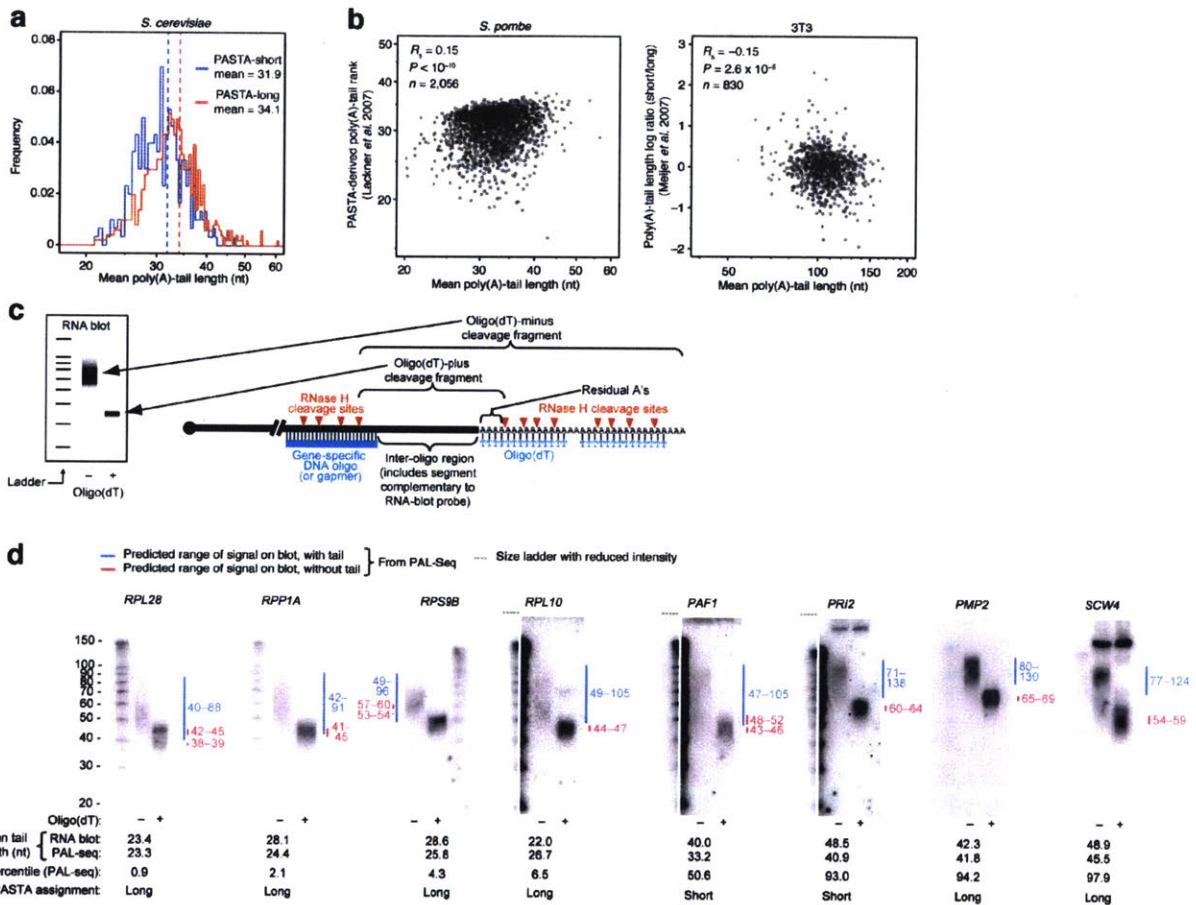 a
S. cerevisiae
0.08
0.06
0.04
0.02
0
Frequency
PASTA-short
mean = 31.9
PASTA-long
mean = 34.1
20 30 40 50 60
Mean poly(A)-tail length (nt)
b
S. pombe
Rs = 0.15
P < 10-10
n = 2,056
PASTA-derived poly(A)-tail rank
(Lackner et al. 2007)
40
30
20
20 30 40 50 60
Mean poly(A)-tail length (nt)
3T3
Rs = –0.15
n = 830
Poly(A)-tail length log ratio (short/long)
(Meijer et al. 2007)
3
2
1
0
–1
–2
50 100 150 200
Mean poly(A)-tail length (nt)
c
RNA blot
Ladder
– +
Oligo(dT)
Oligo(dT)-minus
cleavage fragment
Oligo(dT)-plus
cleavage fragment
Residual A's
RNase H
cleavage sites
RNase H cleavage sites
Gene-specific
DNA oligo
(or gapmer)
Inter-oligo region
(includes segment
complementary to
RNA-blot probe)
Oligo(dT)
d
Predicted range of signal on blot, with tail
Predicted range of signal on blot, without tail
From PAL-Seq
Size ladder with reduced intensity
RPL28 RPP1A RPS9B RPL10 PAF1 PRI2 PMP2 SCW4
150 -
100 -
90 -
80 -
70 -
60 -
50 -
40 -
30 -
20 -
40–88
42–45
38–39
42–
91
41–
45
49–
96
57–60
53–54
49–105
44–47
47–105
48–52
43–46
71–
138
60–64
80–
130
65–69
77–124
54–59
Oligo(dT): – + – + – + – + – + – + – + – +
n tail RNA blot: 23.4 28.1 28.6 22.0 40.0 48.5 42.3 48.9
th (nt) PAL-seq: 23.3 24.4 25.8 26.7 33.2 40.9 41.8 45.5
ercentile (PAL-seq): 0.9 2.1 4.3 6.5 50.6 93.0 94.2 97.9
PASTA assignment: Long Long Long Long Short Short Long Long